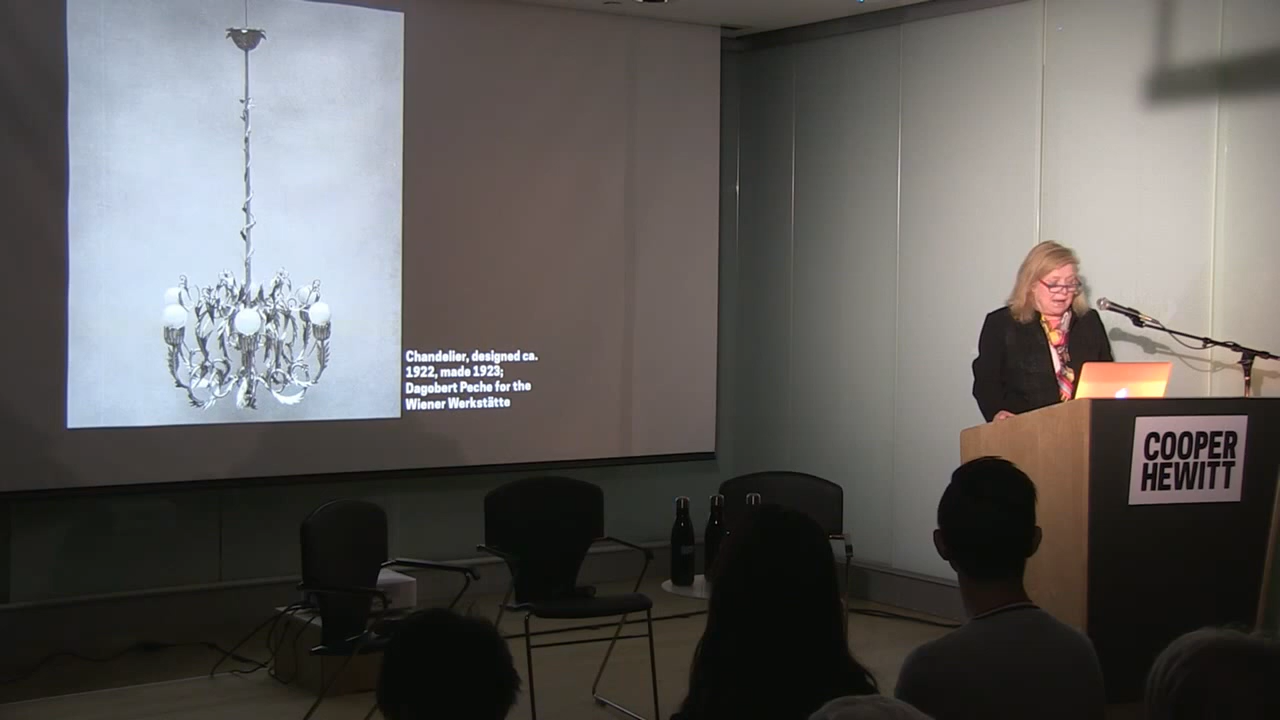 Chandelier, designed ca.
1922, made 1923;
Dagobert Peche for the
Wiener Werkstätte
COOPER
HEWITT